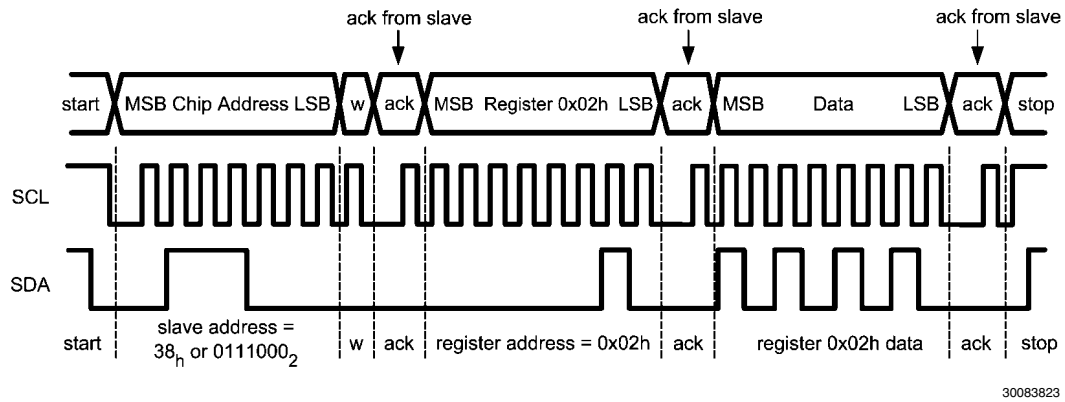 ack from slave ack from slave ack from slave
start MSB Chip Address LSB w ack MSB Register 0x02h LSB ack MSB Data LSB ack stop
SCL
SDA
start slave address = 38h or 01110002 w ack register address = 0x02h ack register 0x02h data ack stop
30083823